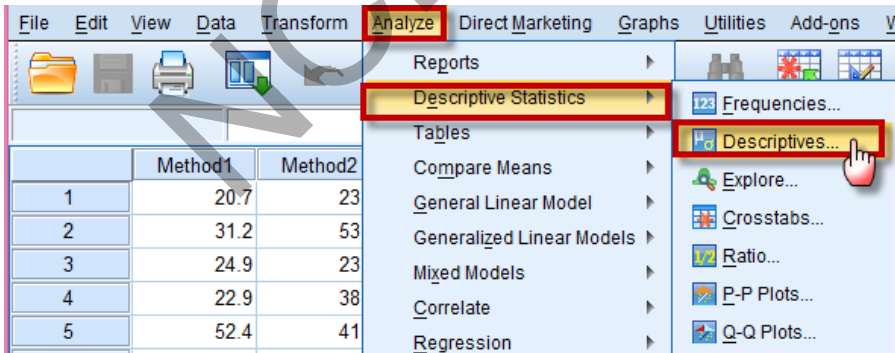 File Edit View Data Transform Analyze Direct Marketing Graphs Utilities Add-ons
Reports
Descriptive Statistics
Tables
Compare Means
General Linear Model
Generalized Linear Models
Mixed Models
Correlate
Regression
123 Frequencies...
Descriptives...
Explore...
Crosstabs...
1/2 Ratio...
P-P Plots...
Q-Q Plots...
Method1 Method2
1 20.7 23
2 31.2 53
3 24.9 23
4 22.9 38
5 52.4 41